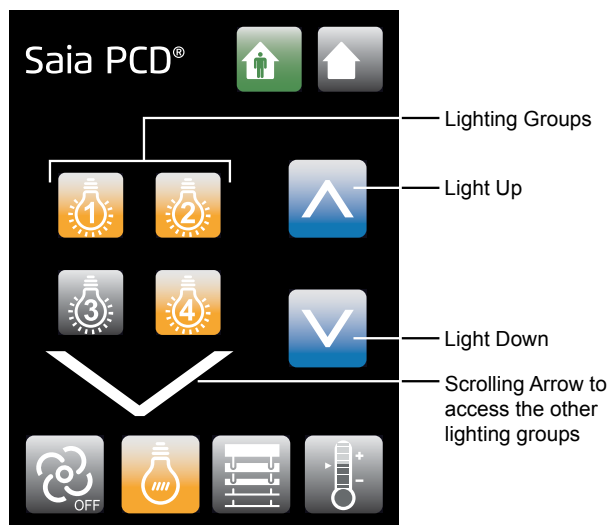 Saia PCD®
Lighting Groups
Light Up
1
2
3
4
Light Down
Scrolling Arrow to
access the other
lighting groups
OFF
+
-